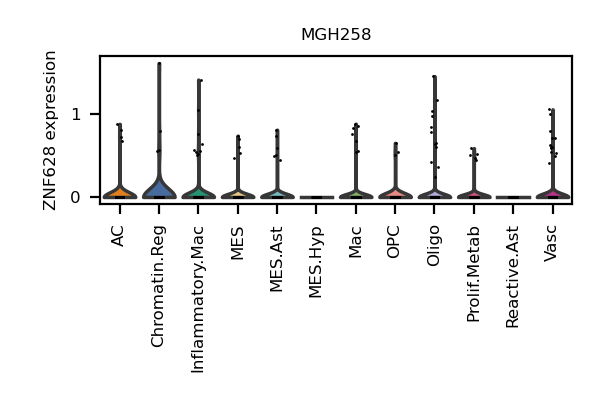 MGH258
ZNF628 expression
1
0
AC
Chromatin.Reg
Inflammatory.Mac
MES
MES.Ast
MES.Hyp
Mac
OPC
Oligo
Prolif.Metab
Reactive.Ast
Vasc